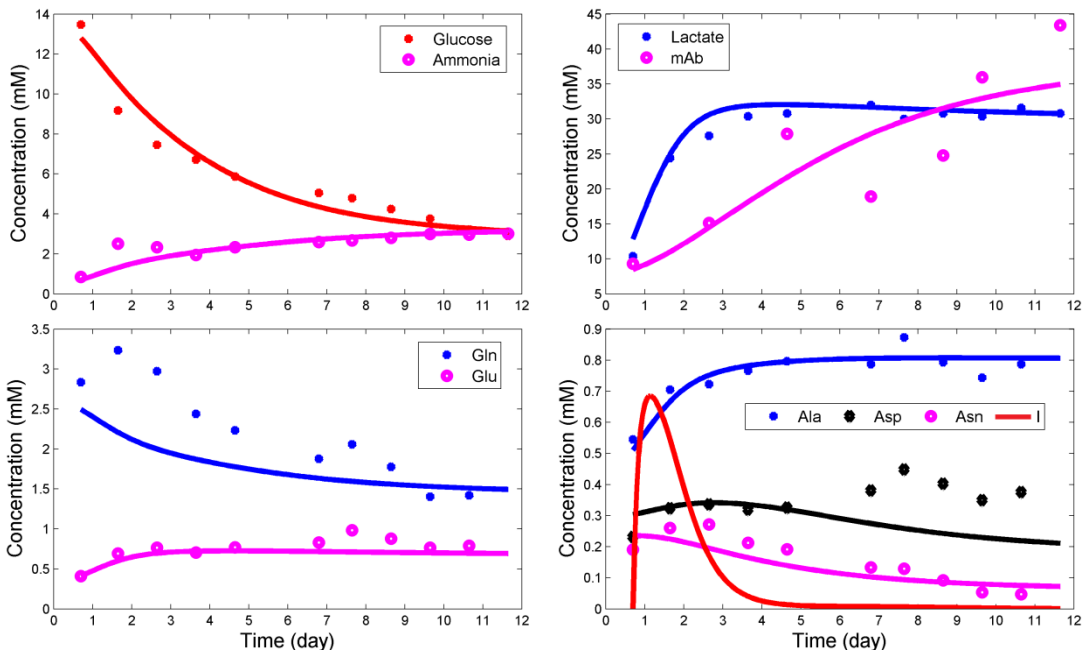 14
12
10
8
6
4
2
0
Concentration (mM)
Glucose
Ammonia
0 1 2 3 4 5 6 7 8 9 10 11 12
45
40
35
30
25
20
15
10
5
Concentration (mM)
Lactate
mAb
0 1 2 3 4 5 6 7 8 9 10 11 12
3.5
3
2.5
2
1.5
1
0.5
0
Concentration (mM)
Gln
Glu
0 1 2 3 4 5 6 7 8 9 10 11 12
Time (day)
0.9
0.8
0.7
0.6
0.5
0.4
0.3
0.2
0.1
0
Concentration (mM)
Ala Asp Asn I
0 1 2 3 4 5 6 7 8 9 10 11 12
Time (day)